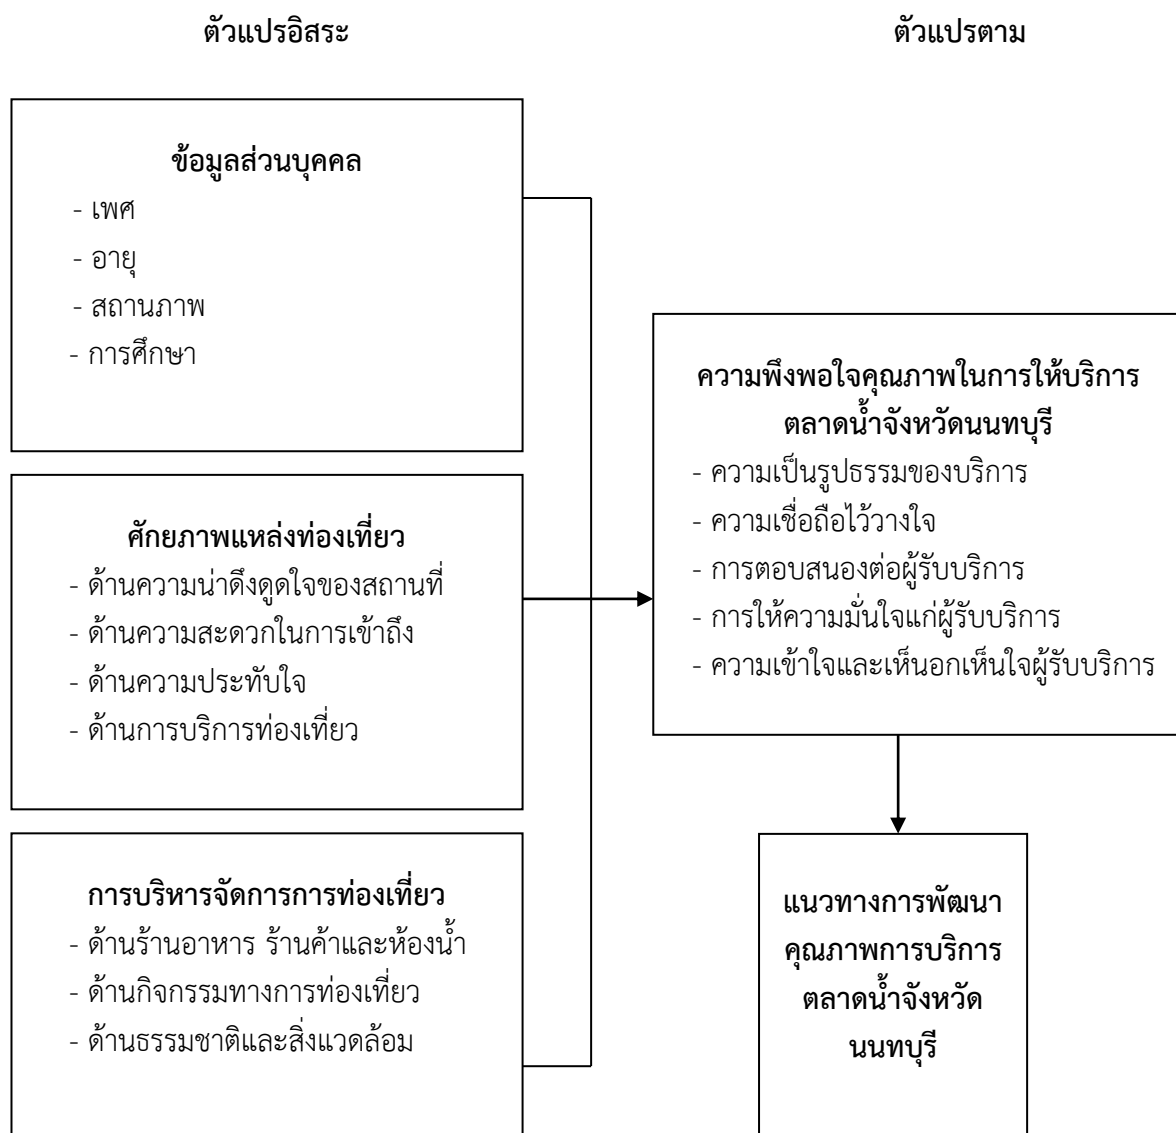 ตัวแปรอิสระ
ตัวแปรตาม
ข้อมูลส่วนบุคคล
- เพศ
- อายุ
- สถานภาพ
- การศึกษา
ศักยภาพแหล่งท่องเที่ยว
- ด้านความน่าดึงดูดใจของสถานที่
- ด้านความสะดวกในการเข้าถึง
- ด้านความประทับใจ
- ด้านการบริการท่องเที่ยว
การบริหารจัดการการท่องเที่ยว
- ด้านร้านอาหาร ร้านค้าและห้องน้ำ
- ด้านกิจกรรมทางการท่องเที่ยว
- ด้านธรรมชาติและสิ่งแวดล้อม
ความพึงพอใจคุณภาพในการให้บริการ
ตลาดน้ำจังหวัดนนทบุรี
- ความเป็นรูปธรรมของบริการ
- ความเชื่อถือไว้วางใจ
- การตอบสนองต่อผู้รับบริการ
- การให้ความมั่นใจแก่ผู้รับบริการ
- ความเข้าใจและเห็นอกเห็นใจผู้รับบริการ
แนวทางการพัฒนา
คุณภาพการบริการ
ตลาดน้ำจังหวัด
นนทบุรี